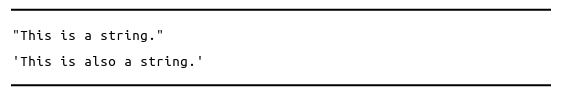 "This is a string."
'This is also a string.'